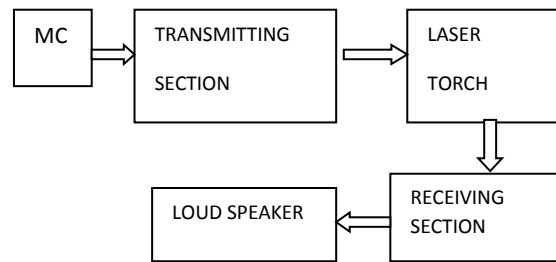 MC
TRANSMITTING
SECTION
LASER
TORCH
RECEIVING
SECTION
LOUD SPEAKER